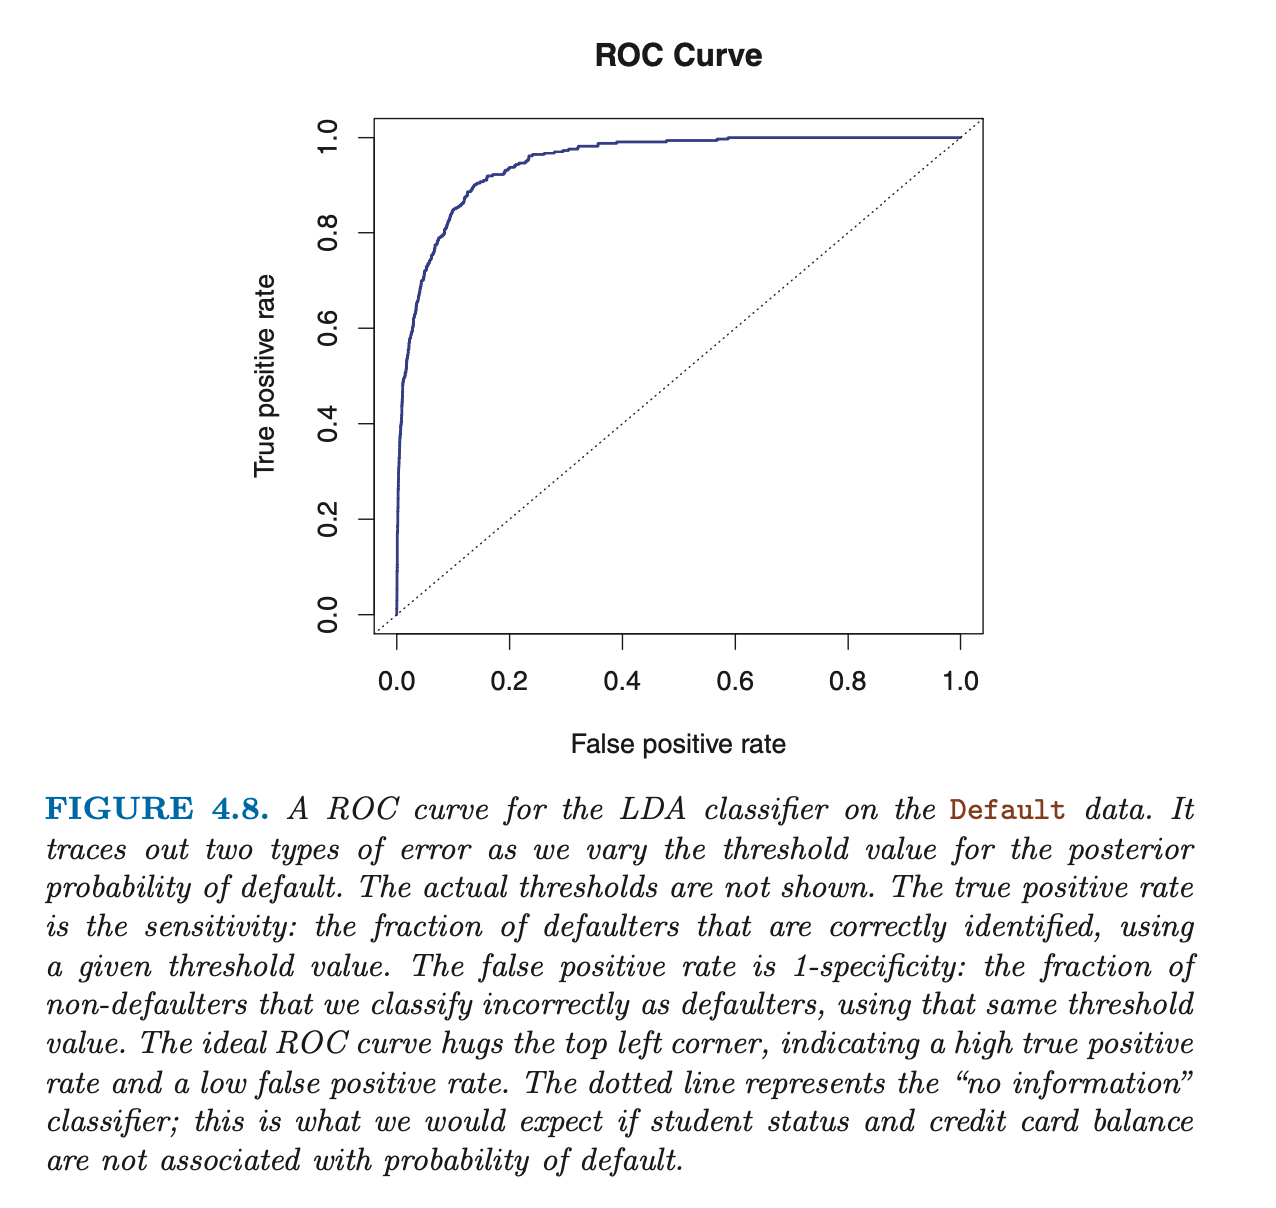 ROC Curve
1.0
0.8
0.6
0.4
0.2
0.0
True positive rate
0.0 0.2 0.4 0.6 0.8 1.0
False positive rate
FIGURE 4.8. A ROC curve for the LDA classifier on the Default data. It
traces out two types of error as we vary the threshold value for the posterior
probability of default. The actual thresholds are not shown. The true positive rate
is the sensitivity: the fraction of defaulters that are correctly identified, using
a given threshold value. The false positive rate is 1-specificity: the fraction of
non-defaulters that we classify incorrectly as defaulters, using that same threshold
value. The ideal ROC curve hugs the top left corner, indicating a high true positive
rate and a low false positive rate. The dotted line represents the “no information”
classifier; this is what we would expect if student status and credit card balance
are not associated with probability of default.